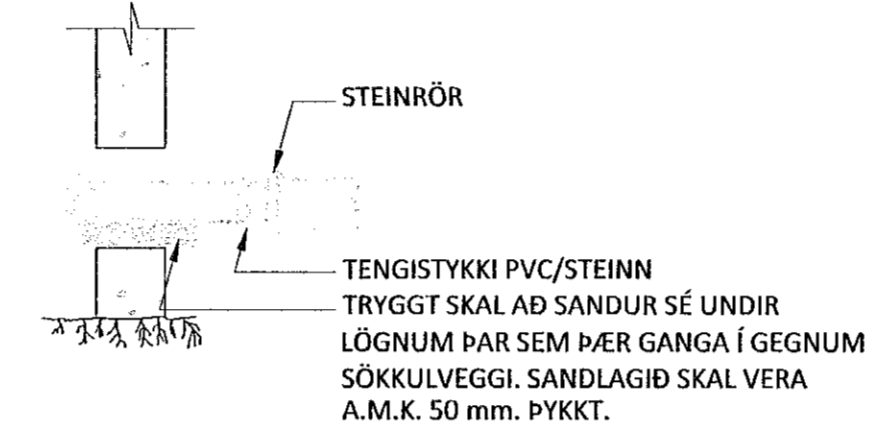 STEINRÖR
TENGISTYKKI PVC/STEINN
TRYGGT SKAL AÐ SANDUR SÉ UNDIR
LÖGNUM ÞAR SEM ÞÆR GANGA Í GEGNUM
SÖKKULVEGGI. SANDLAGIÐ SKAL VERA
A.M.K. 50 mm. ÞYKKT.